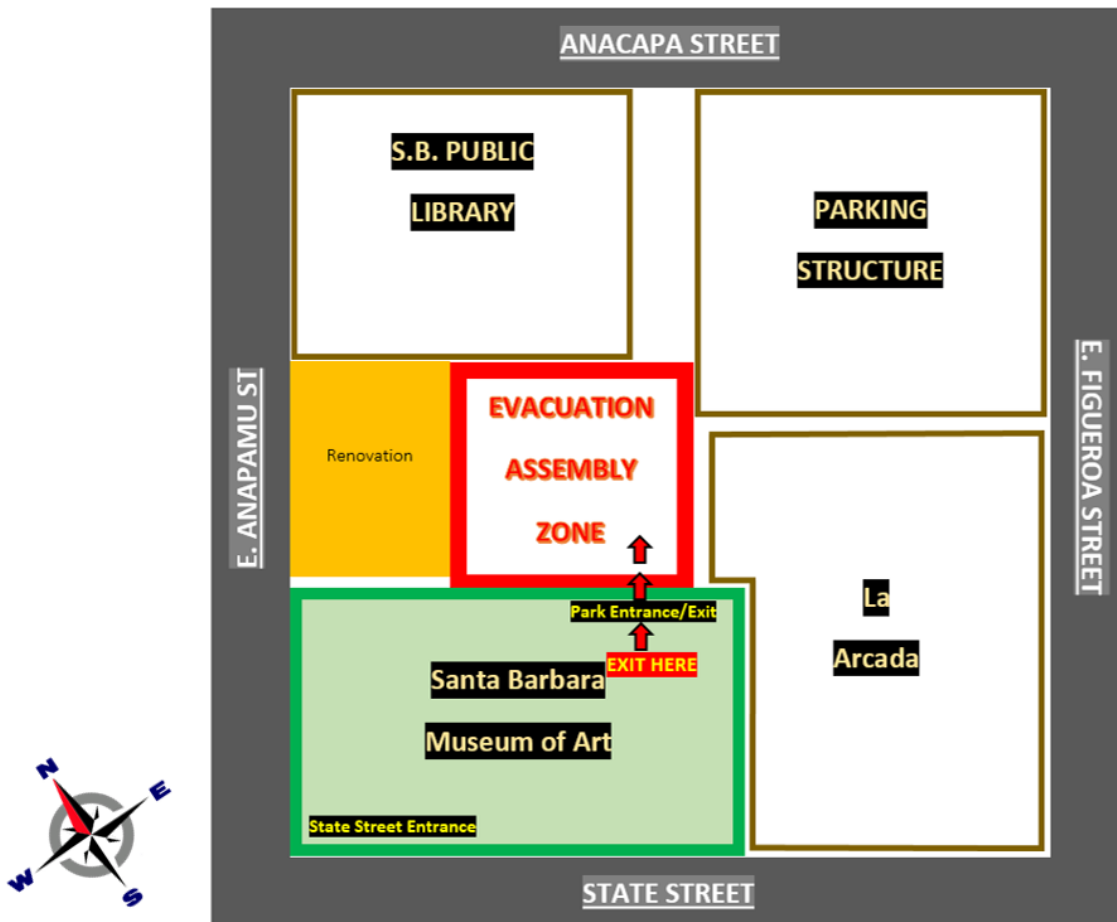 ANACAPA STREET
S.B. PUBLIC
LIBRARY
PARKING
STRUCTURE
E. ANAPAMU ST
Renovation
EVACUATION
ASSEMBLY
ZONE
E. FIGUEROA STREET
Park Entrance/Exit
EXIT HERE
Santa Barbara
Museum of Art
State Street Entrance
La
Arcada
STATE STREET
N
E
W
S